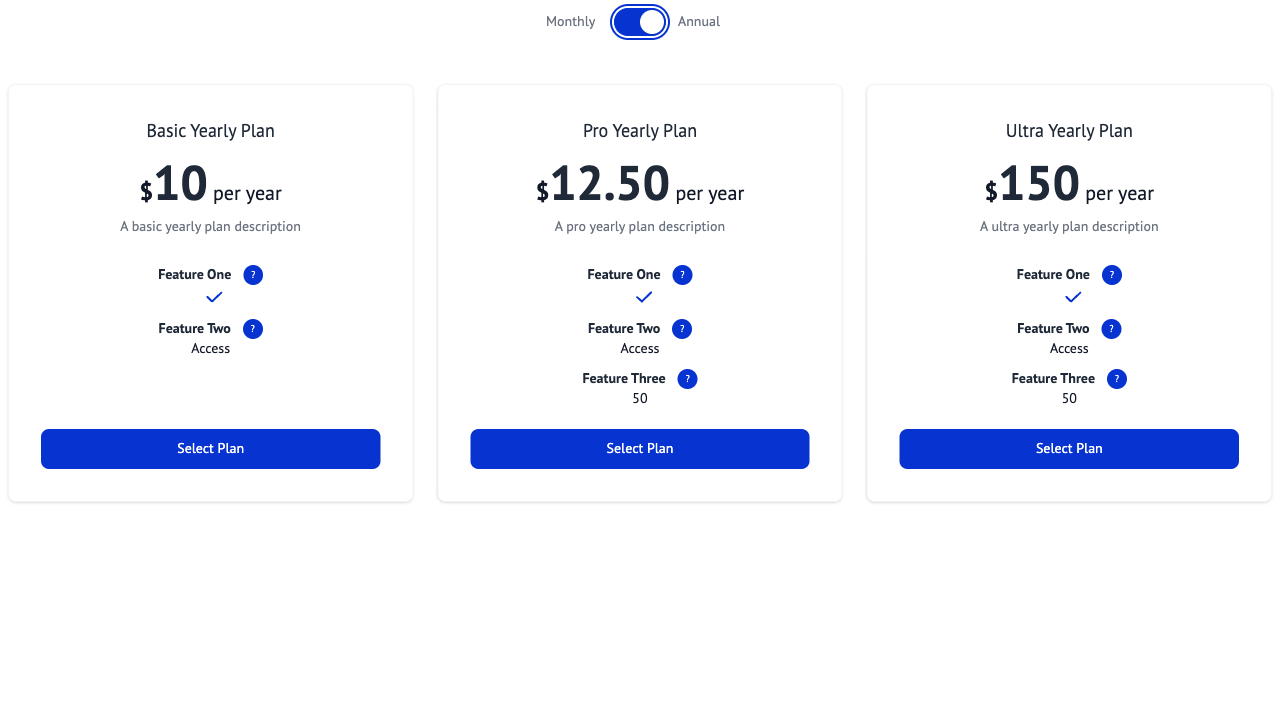 Monthly Annual
Basic Yearly Plan
$10 per year
A basic yearly plan description
Feature One ?
Feature Two ?
Access
Select Plan
Pro Yearly Plan
$12.50 per year
A pro yearly plan description
Feature One ?
Feature Two ?
Access
Feature Three ?
50
Select Plan
Ultra Yearly Plan
$150 per year
A ultra yearly plan description
Feature One ?
Feature Two ?
Access
Feature Three ?
50
Select Plan